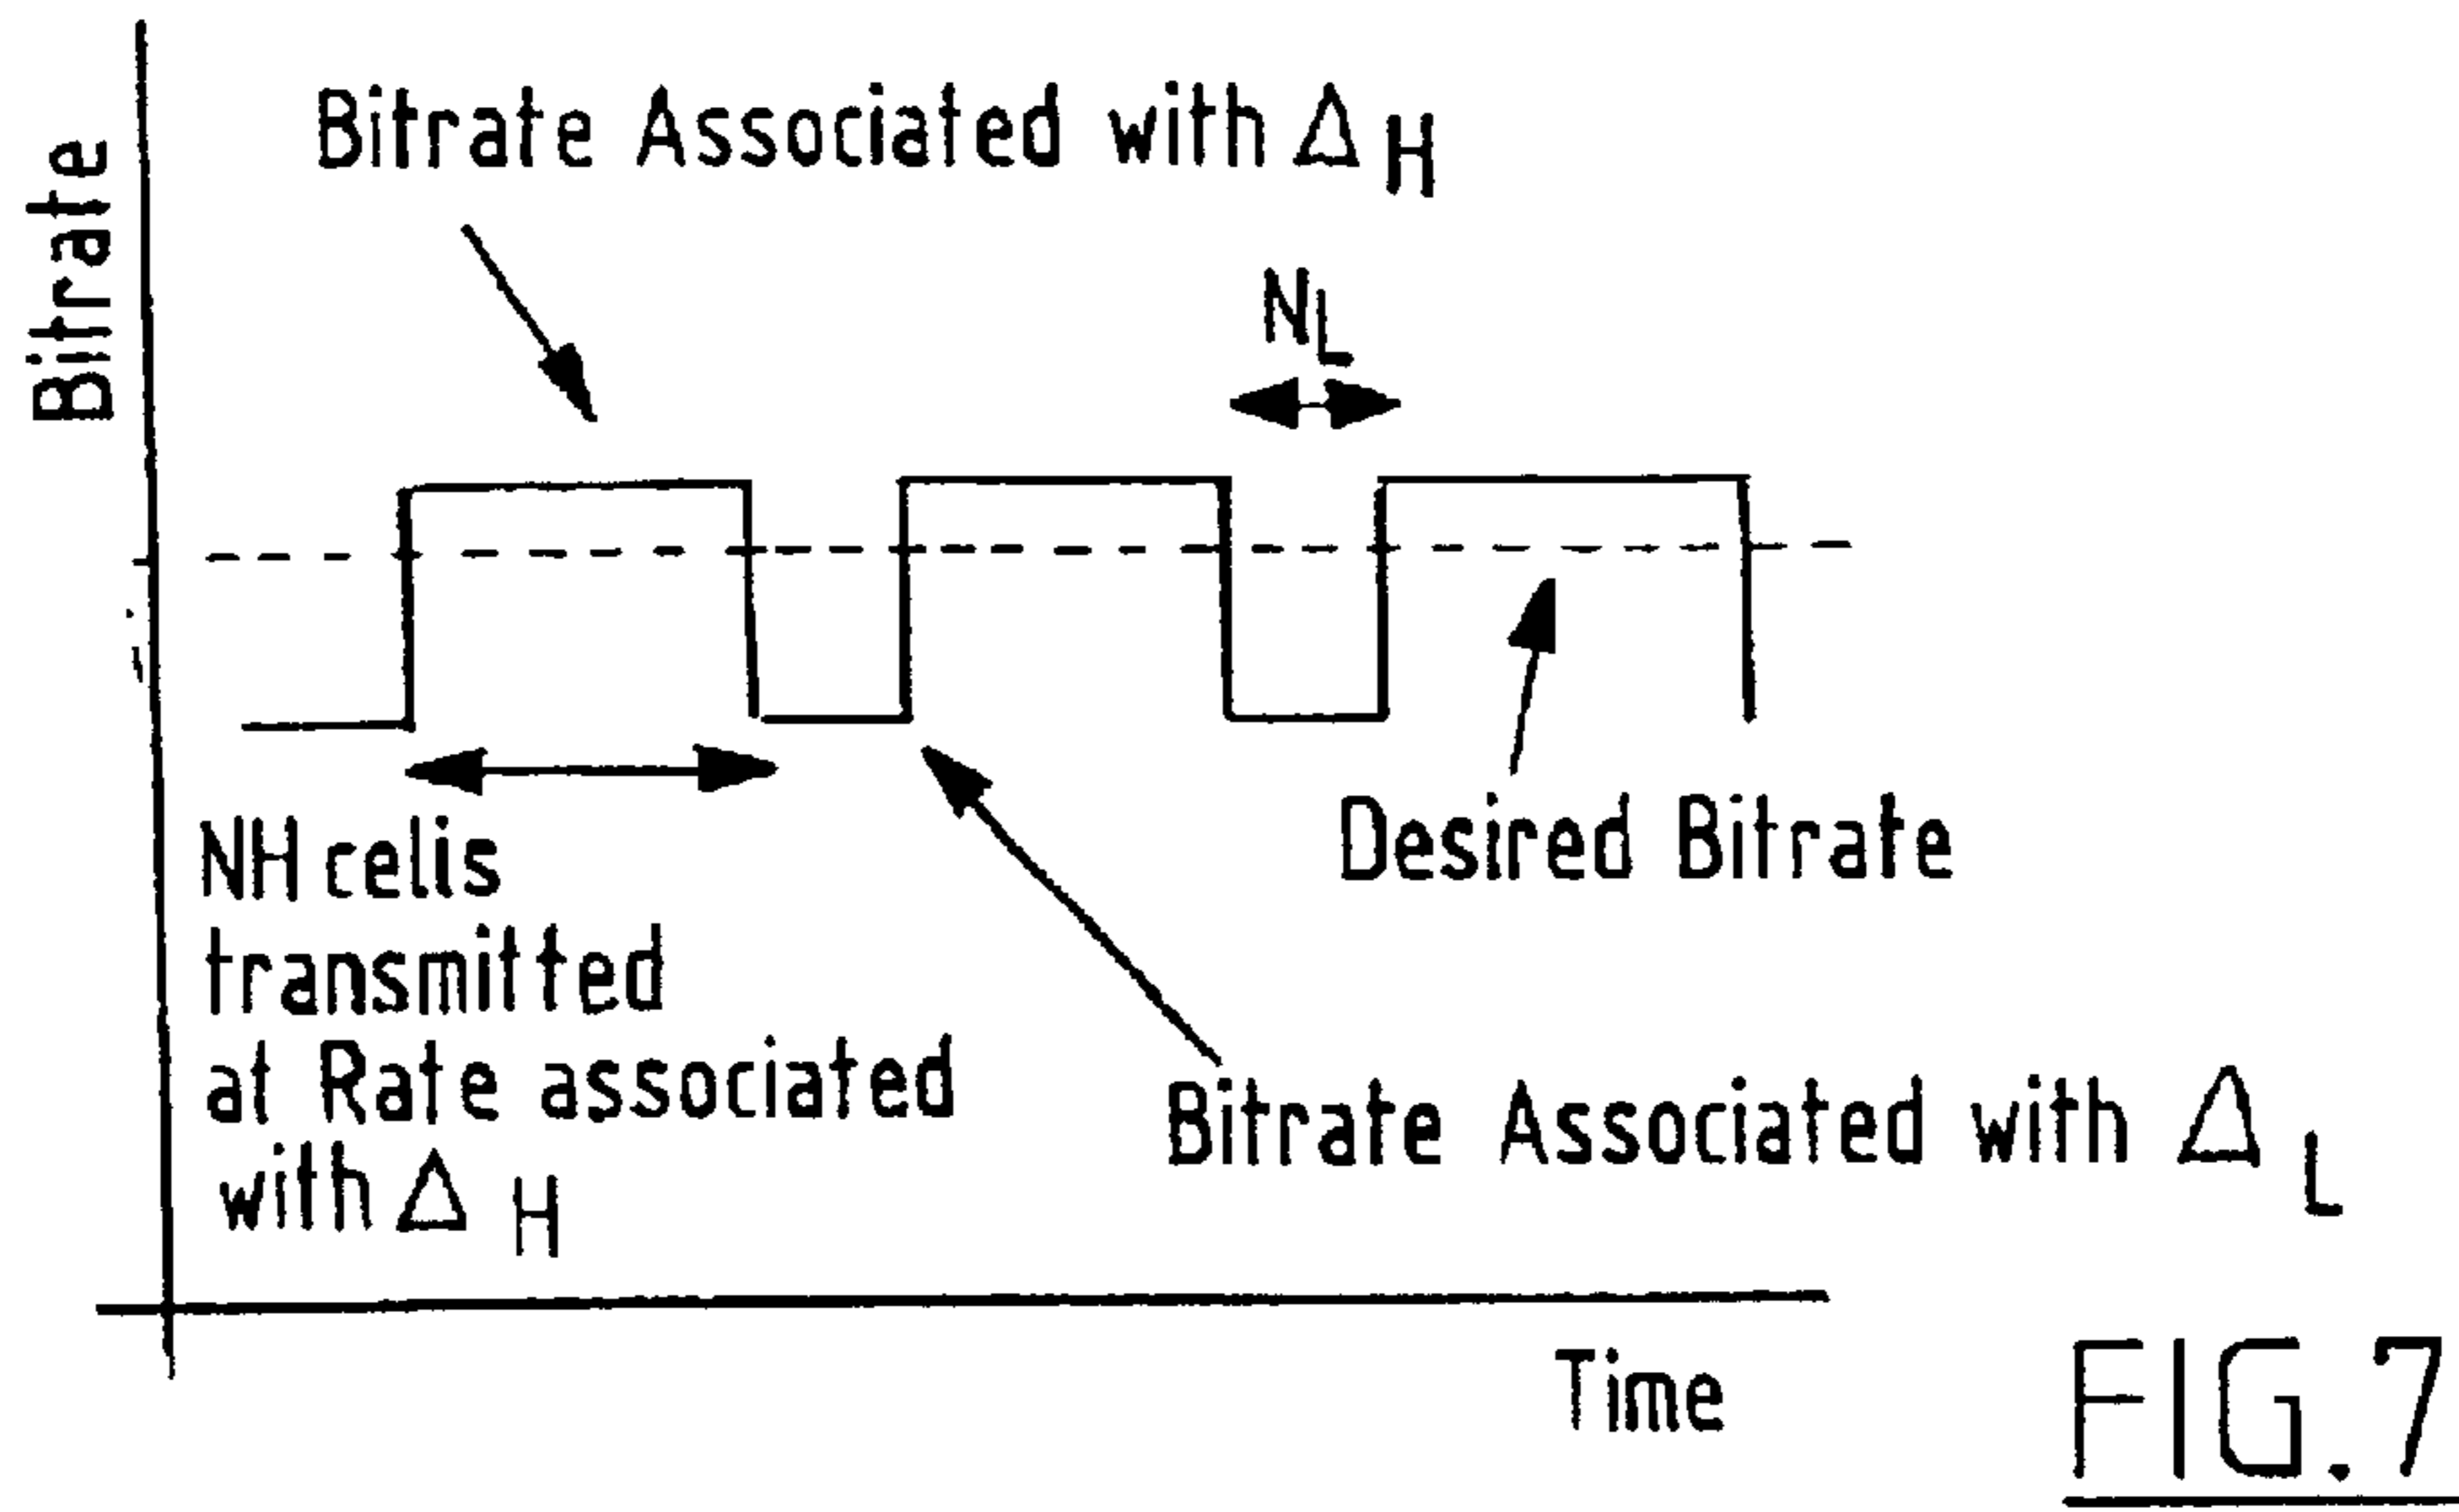 Bitrate
Bitrate Associated with Δ H
NL
NH cells
transmitted
at Rate associated
with Δ H
Desired Bitrate
Bitrate Associated with Δ L
Time
FIG.7